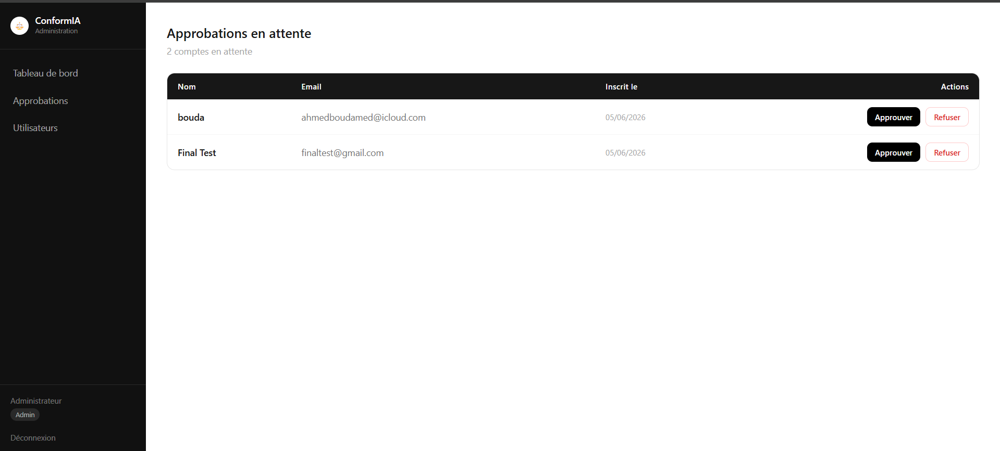 ConformIA
Administration
Tableau de bord
Approbations
Utilisateurs
Administrateur
Admin
Déconnexion
Approbations en attente
2 comptes en attente
Nom Email Inscrit le Actions
bouda ahmedboudamed@icloud.com 05/06/2026 Approuver Refuser
Final Test finaltest@gmail.com 05/06/2026 Approuver Refuser